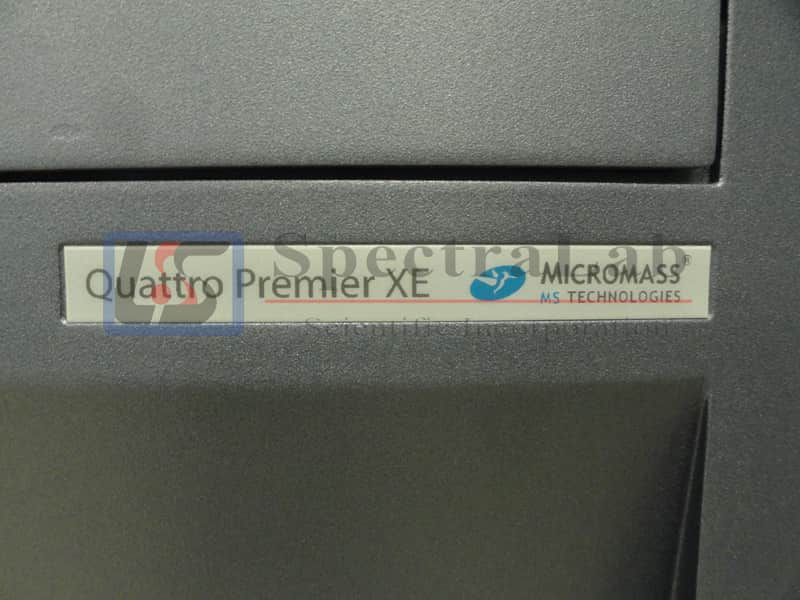 Quattro Premier XE
MICROMASS®
MS TECHNOLOGIES
SpectraLab
Scientific Incorporation